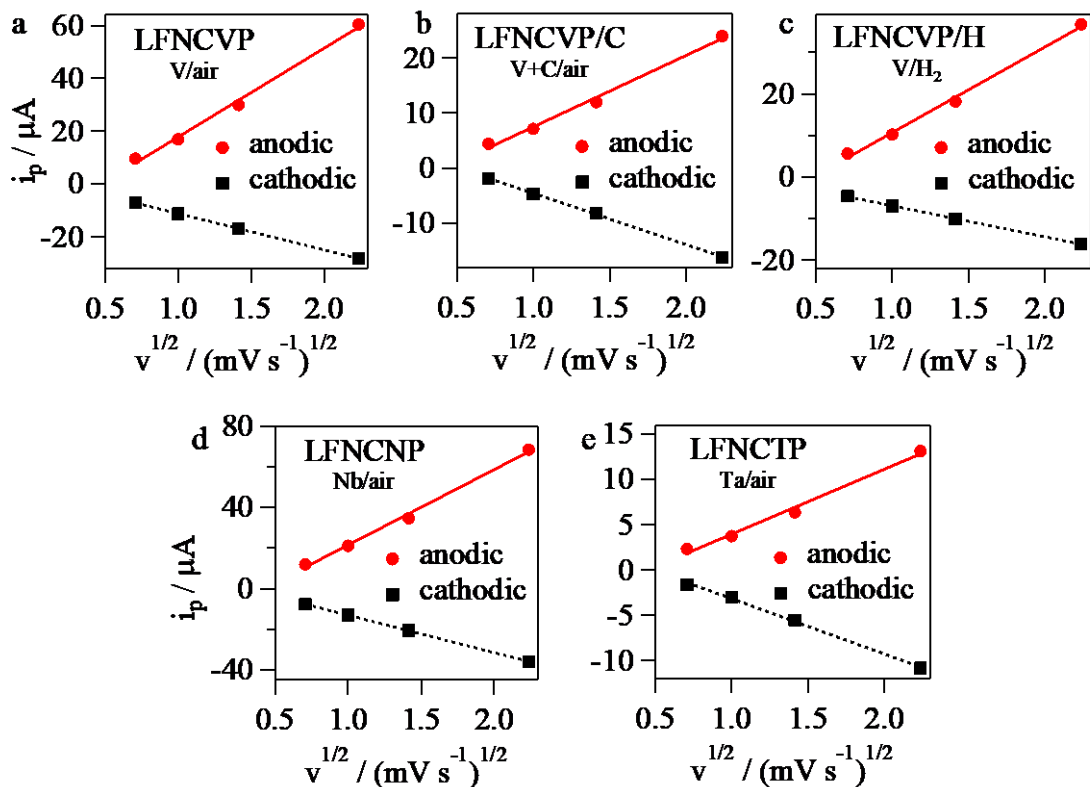 a
LFNCVP
V/air
anodic
cathodic
60
40
20
0
-20
0.5 1.0 1.5 2.0
i_p / µA
v^1/2 / (mV s^-1)^1/2
b
LFNCVP/C
V+C/air
anodic
cathodic
20
10
0
-10
0.5 1.0 1.5 2.0
v^1/2 / (mV s^-1)^1/2
c
LFNCVP/H
V/H₂
anodic
cathodic
20
0
-20
0.5 1.0 1.5 2.0
v^1/2 / (mV s^-1)^1/2
d
LFNCNP
Nb/air
anodic
cathodic
80
40
0
-40
0.5 1.0 1.5 2.0
i_p / µA
v^1/2 / (mV s^-1)^1/2
e
LFNCTP
Ta/air
anodic
cathodic
15
10
5
0
-5
-10
0.5 1.0 1.5 2.0
v^1/2 / (mV s^-1)^1/2